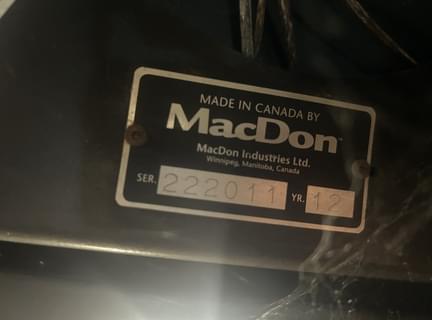 MADE IN CANADA BY
MacDon
MacDon Industries Ltd.
Winnipeg, Manitoba, Canada
SER. 222011 YR. 12